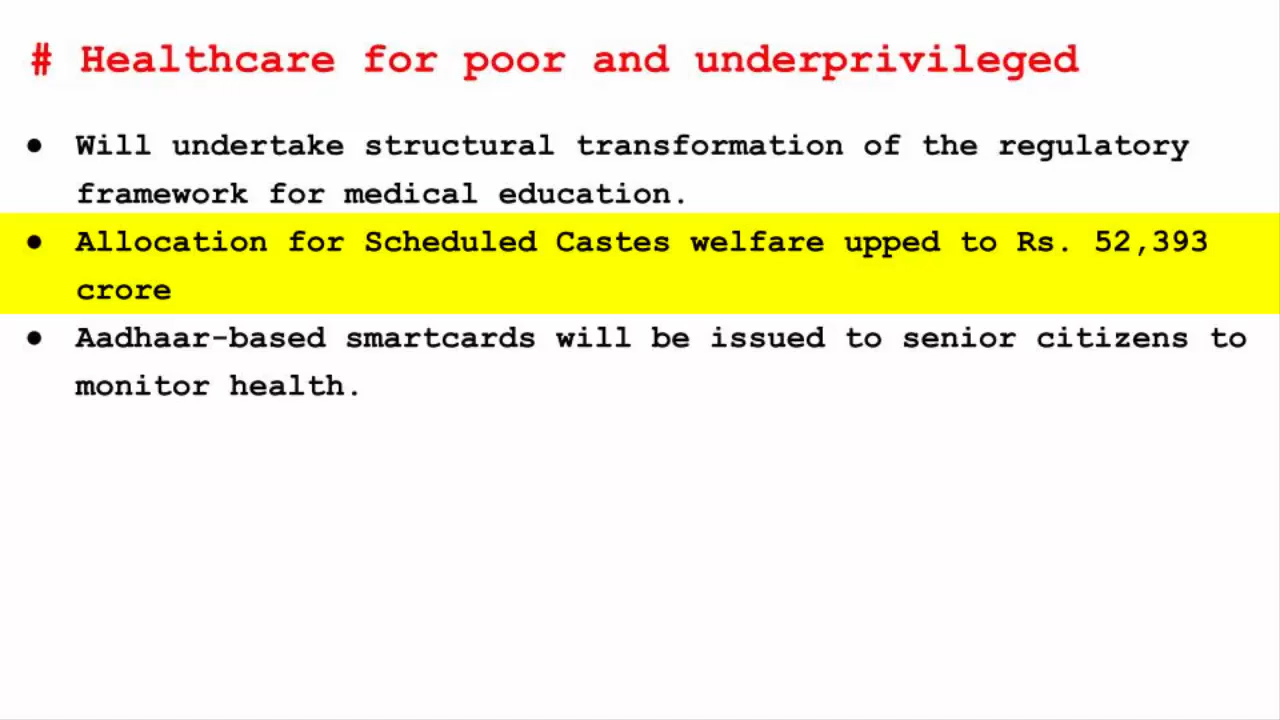 # Healthcare for poor and underprivileged
● Will undertake structural transformation of the regulatory
framework for medical education.
● Allocation for Scheduled Castes welfare upped to Rs. 52,393
crore
● Aadhaar-based smartcards will be issued to senior citizens to
monitor health.